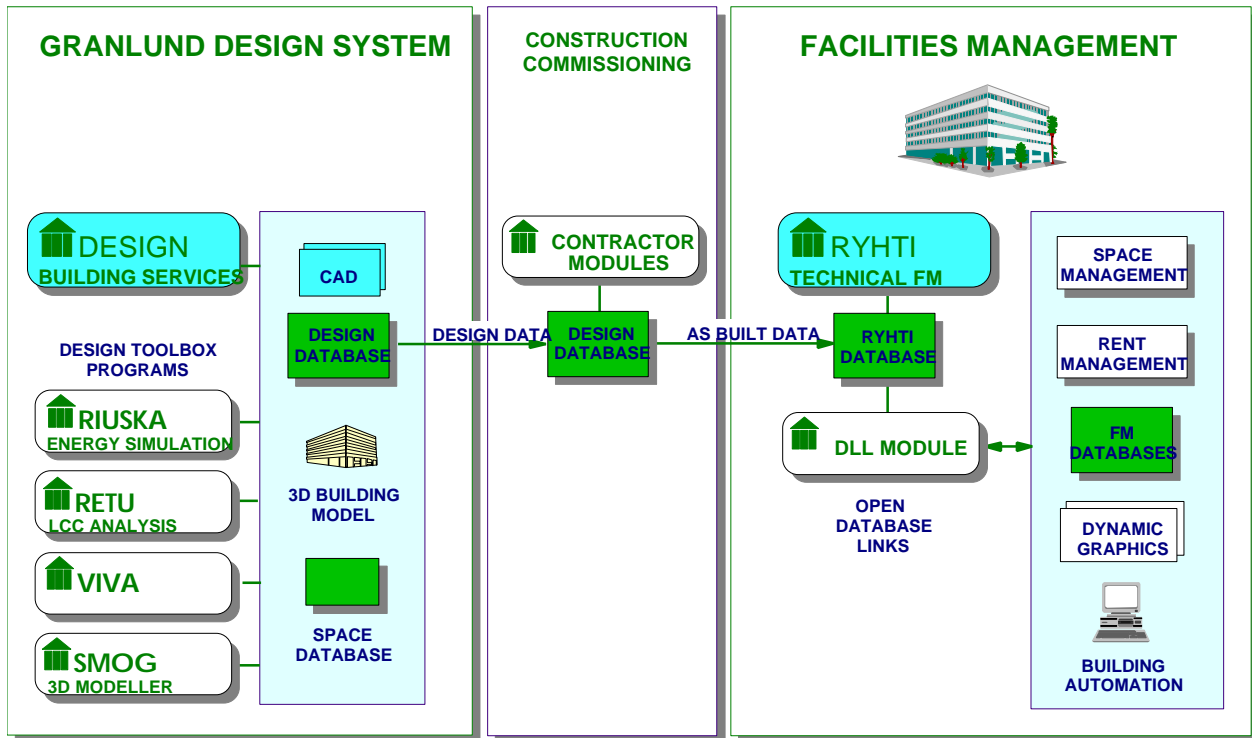 GRANLUND DESIGN SYSTEM
DESIGN
BUILDING SERVICES
DESIGN TOOLBOX
PROGRAMS
RIUSKA
ENERGY SIMULATION
RETU
LCC ANALYSIS
VIVA
SMOG
3D MODELLER
CAD
DESIGN
DATABASE
3D BUILDING
MODEL
SPACE
DATABASE
DESIGN DATA
CONSTRUCTION
COMMISSIONING
CONTRACTOR
MODULES
DESIGN
DATABASE
AS BUILT DATA
FACILITIES MANAGEMENT
RYHTI
TECHNICAL FM
RYHTI
DATABASE
DLL MODULE
OPEN
DATABASE
LINKS
SPACE
MANAGEMENT
RENT
MANAGEMENT
FM
DATABASES
DYNAMIC
GRAPHICS
BUILDING
AUTOMATION